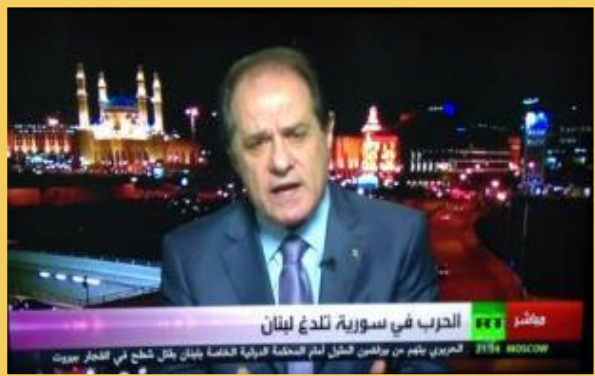 مباشر RT الحرب في سورية تلدغ لبنان
MOSCOW 21:54 الحريري يتهم من يرفضون المثول أمام المحكمة الدولية الخاصة بلبنان بقتل شطح في انفجار بيروت